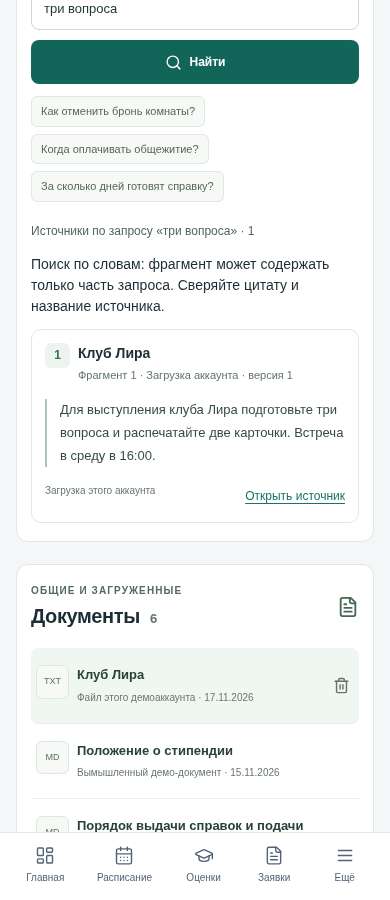 три вопроса
Найти
Как отменить бронь комнаты?
Когда оплачивать общежитие?
За сколько дней готовят справку?
Источники по запросу «три вопроса» · 1
Поиск по словам: фрагмент может содержать
только часть запроса. Сверяйте цитату и
название источника.
1
Клуб Лира
Фрагмент 1 · Загрузка аккаунта · версия 1
Для выступления клуба Лира подготовьте три
вопроса и распечатайте две карточки. Встреча
в среду в 16:00.
Загрузка этого аккаунта
Открыть источник
ОБЩИЕ И ЗАГРУЖЕННЫЕ
Документы 6
TXT
Клуб Лира
Файл этого демоаккаунта · 17.11.2026
MD
Положение о стипендии
Вымышленный демо-документ · 15.11.2026
MD
Порядок выдачи справок и подачи
Главная
Расписание
Оценки
Заявки
Ещё